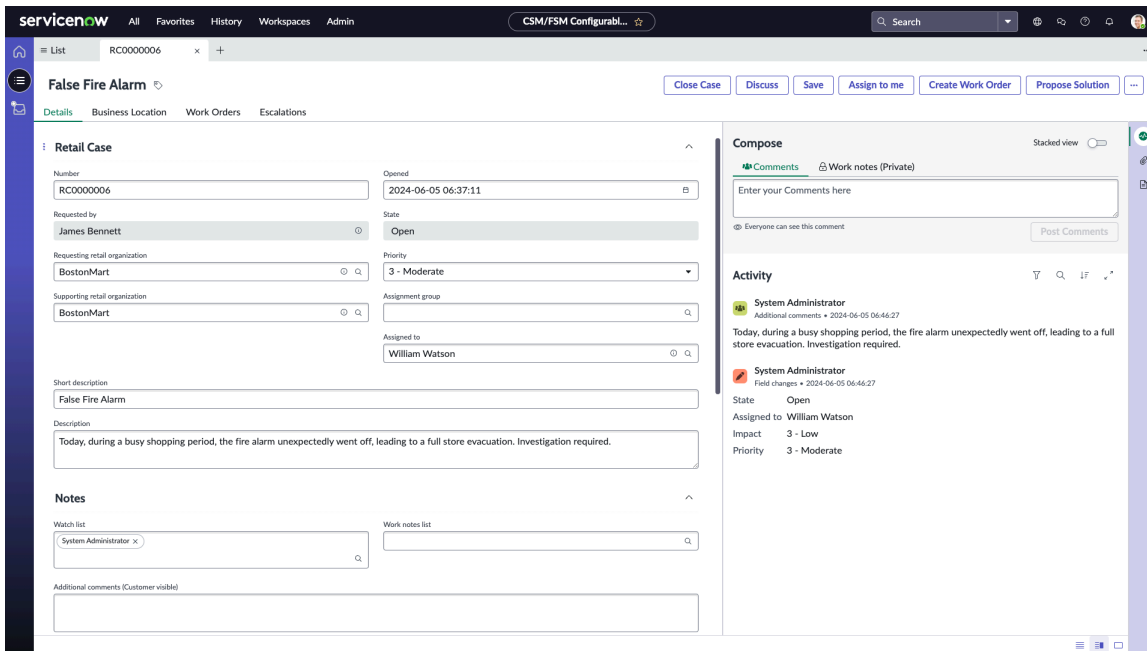 servicenow All Favorites History Workspaces Admin CSM/FSM Configurabl... Search
List RC0000006
False Fire Alarm
Close Case Discuss Save Assign to me Create Work Order Propose Solution
Details Business Location Work Orders Escalations
Retail Case
Number
RC0000006
Opened
2024-06-05 06:37:11
Requested by
James Bennett
State
Open
Requesting retail organization
BostonMart
Priority
3 - Moderate
Supporting retail organization
BostonMart
Assignment group
Assigned to
William Watson
Short description
False Fire Alarm
Description
Today, during a busy shopping period, the fire alarm unexpectedly went off, leading to a full store evacuation. Investigation required.
Notes
Watch list
System Administrator
Work notes list
Additional comments (Customer visible)
Compose
Stacked view
Comments Work notes (Private)
Enter your Comments here
Everyone can see this comment
Post Comments
Activity
System Administrator
Additional comments • 2024-06-05 06:46:27
Today, during a busy shopping period, the fire alarm unexpectedly went off, leading to a full
store evacuation. Investigation required.
System Administrator
Field changes • 2024-06-05 06:46:27
State Open
Assigned to William Watson
Impact 3 - Low
Priority 3 - Moderate